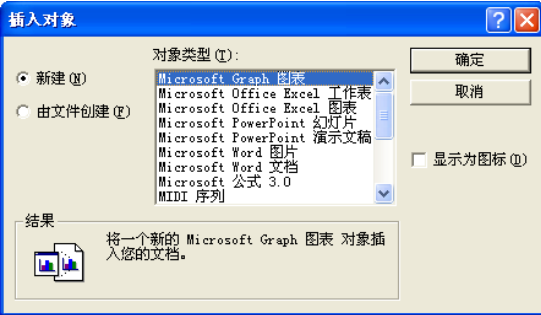 插入对象
对象类型(T):
新建(N)
由文件创建(F)
Microsoft Graph 图表
Microsoft Office Excel 工作表
Microsoft Office Excel 图表
Microsoft PowerPoint 幻灯片
Microsoft PowerPoint 演示文稿
Microsoft Word 图片
Microsoft Word 文档
Microsoft 公式 3.0
MIDI 序列
确定
取消
显示为图标(D)
结果
将一个新的 Microsoft Graph 图表 对象插
入您的文档。